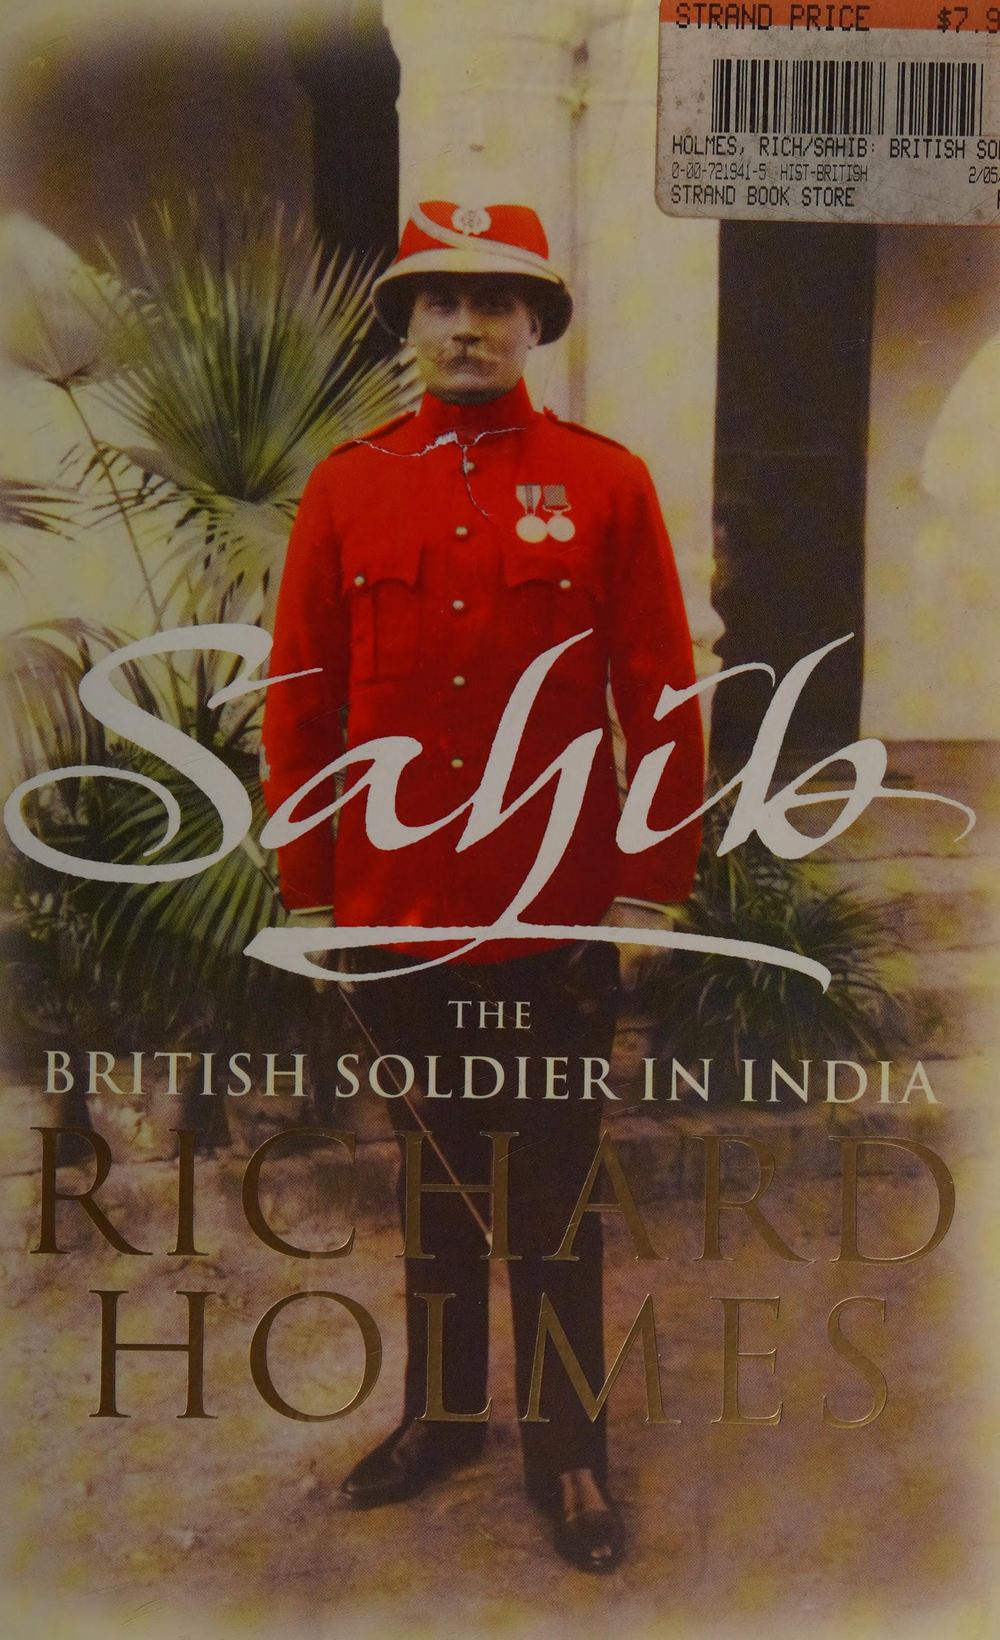 STRAND PRICE $7.9
HOLMES, RICH/SAHIB: BRITISH SO
0-00-721941-5 HIST-BRITISH 2/05
STRAND BOOK STORE
Sahib
THE
BRITISH SOLDIER IN INDIA
RICHARD
HOLMES